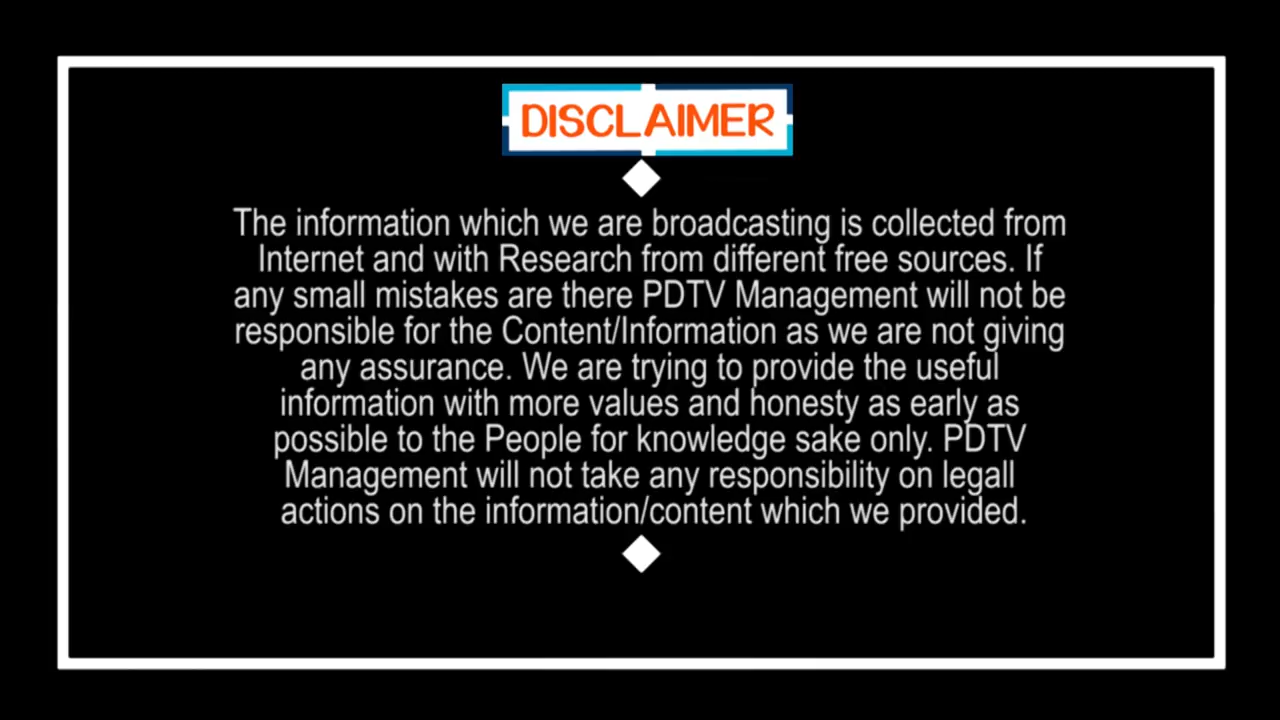 DISCLAIMER
The information which we are broadcasting is collected from
Internet and with Research from different free sources. If
any small mistakes are there PDTV Management will not be
responsible for the Content/Information as we are not giving
any assurance. We are trying to provide the useful
information with more values and honesty as early as
possible to the People for knowledge sake only. PDTV
Management will not take any responsibility on legall
actions on the information/content which we provided.